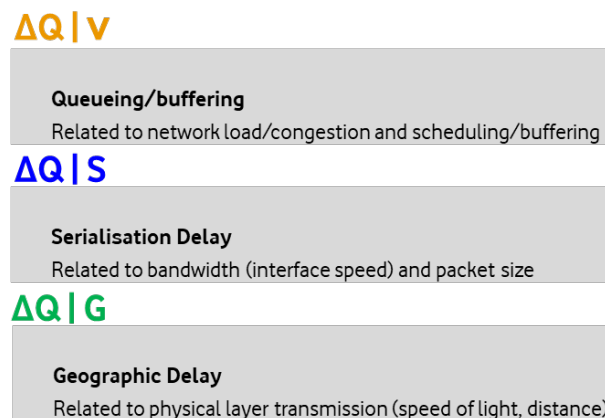 ΔQ|V
Queueing/buffering
Related to network load/congestion and scheduling/buffering
ΔQ|S
Serialisation Delay
Related to bandwidth (interface speed) and packet size
ΔQ|G
Geographic Delay
Related to physical layer transmission (speed of light, distance)